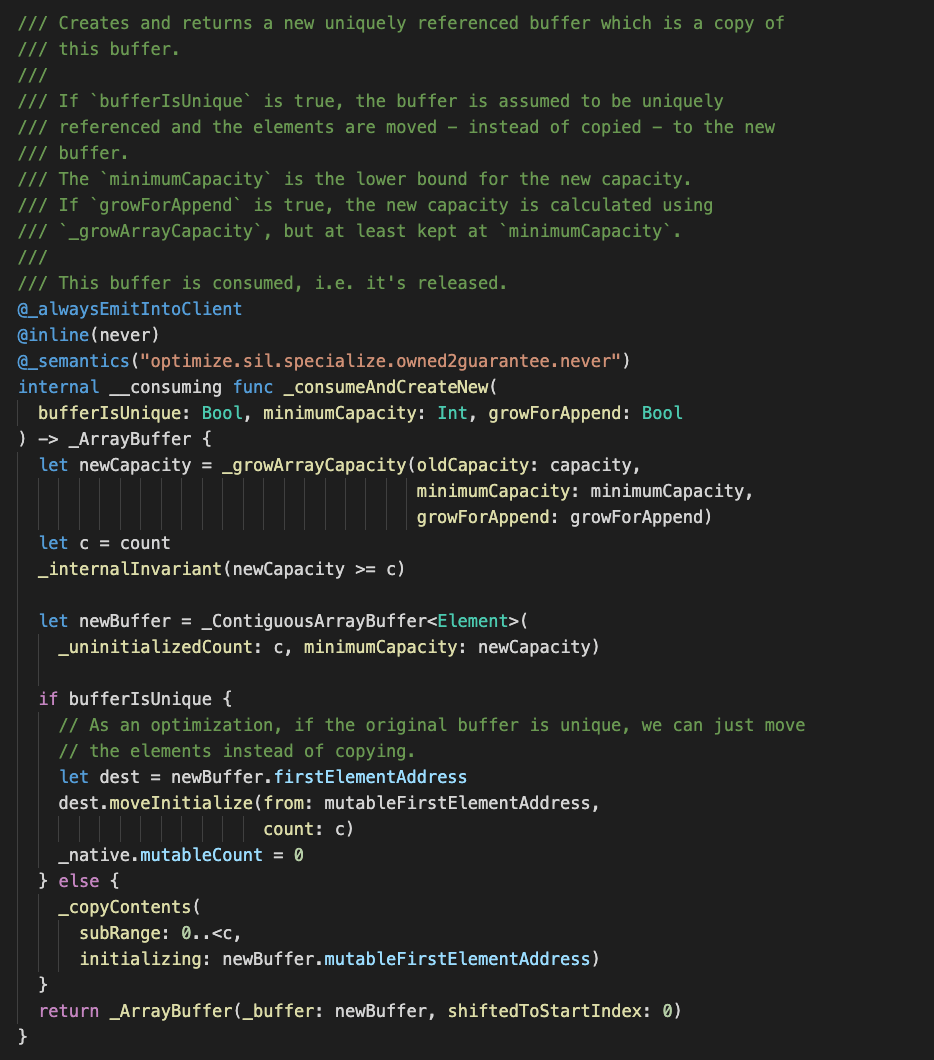 /// Creates and returns a new uniquely referenced buffer which is a copy of
/// this buffer.
///
/// If `bufferIsUnique` is true, the buffer is assumed to be uniquely
/// referenced and the elements are moved - instead of copied - to the new
/// buffer.
/// The `minimumCapacity` is the lower bound for the new capacity.
/// If `growForAppend` is true, the new capacity is calculated using
/// `_growArrayCapacity`, but at least kept at `minimumCapacity`.
///
/// This buffer is consumed, i.e. it's released.
@_alwaysEmitIntoClient
@inline(never)
@_semantics("optimize.sil.specialize.owned2guarantee.never")
internal __consuming func _consumeAndCreateNew(
  bufferIsUnique: Bool, minimumCapacity: Int, growForAppend: Bool
) -> _ArrayBuffer {
  let newCapacity = _growArrayCapacity(oldCapacity: capacity,
                                       minimumCapacity: minimumCapacity,
                                       growForAppend: growForAppend)
  let c = count
  _internalInvariant(newCapacity >= c)

  let newBuffer = _ContiguousArrayBuffer<Element>(
    _uninitializedCount: c, minimumCapacity: newCapacity)

  if bufferIsUnique {
    // As an optimization, if the original buffer is unique, we can just move
    // the elements instead of copying.
    let dest = newBuffer.firstElementAddress
    dest.moveInitialize(from: mutableFirstElementAddress,
                        count: c)
    _native.mutableCount = 0
  } else {
    _copyContents(
      subRange: 0..<c,
      initializing: newBuffer.mutableFirstElementAddress)
  }
  return _ArrayBuffer(_buffer: newBuffer, shiftedToStartIndex: 0)
}